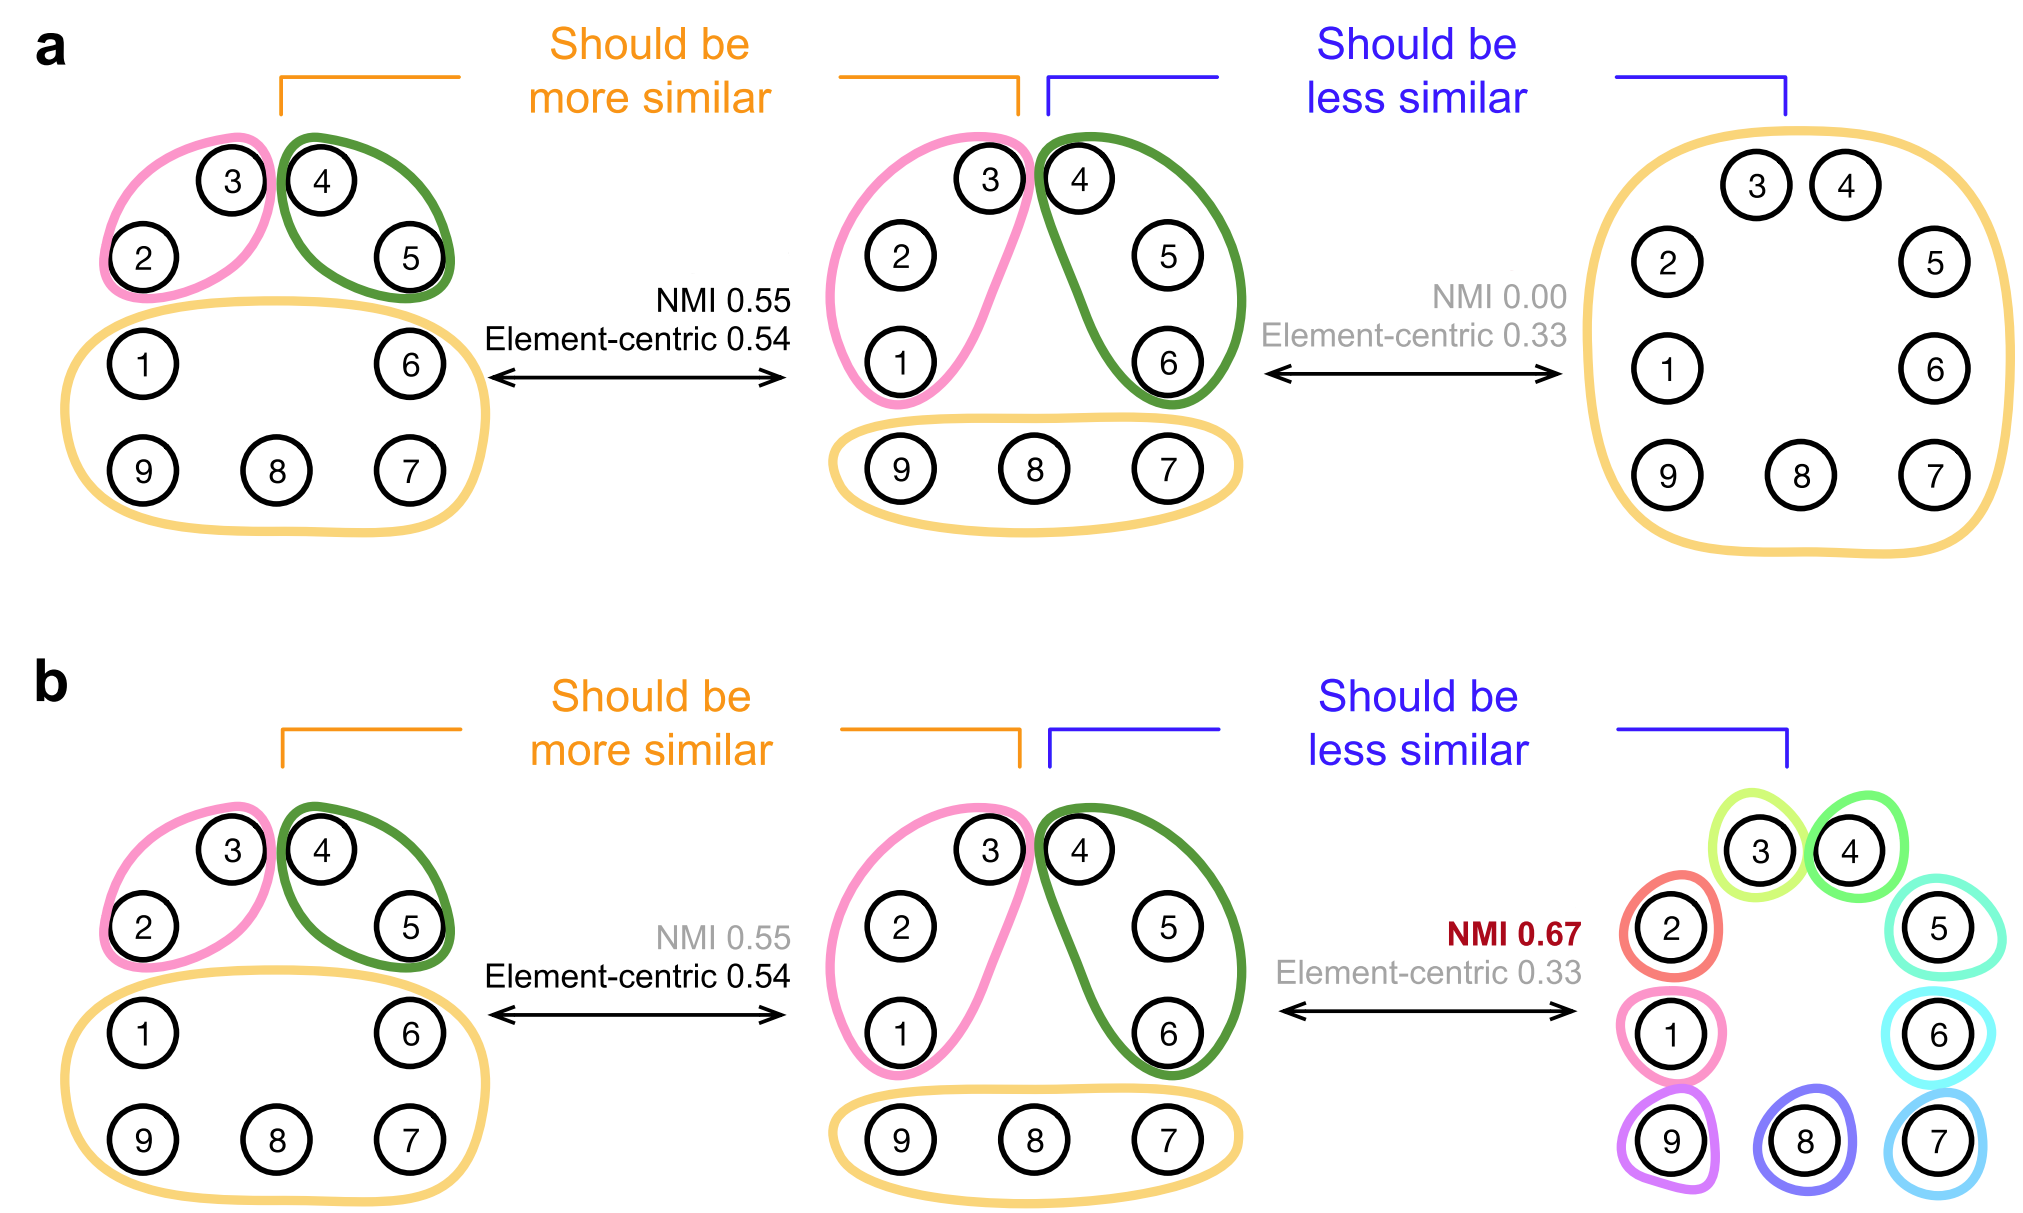 a
Should be
more similar
Should be
less similar
3 4
2 5
1 6
9 8 7
NMI 0.55
Element-centric 0.54
3 4
2 5
1 6
9 8 7
NMI 0.00
Element-centric 0.33
3 4
2 5
1 6
9 8 7
b
Should be
more similar
Should be
less similar
3 4
2 5
1 6
9 8 7
NMI 0.55
Element-centric 0.54
3 4
2 5
1 6
9 8 7
NMI 0.67
Element-centric 0.33
3 4
2 5
1 6
9 8 7